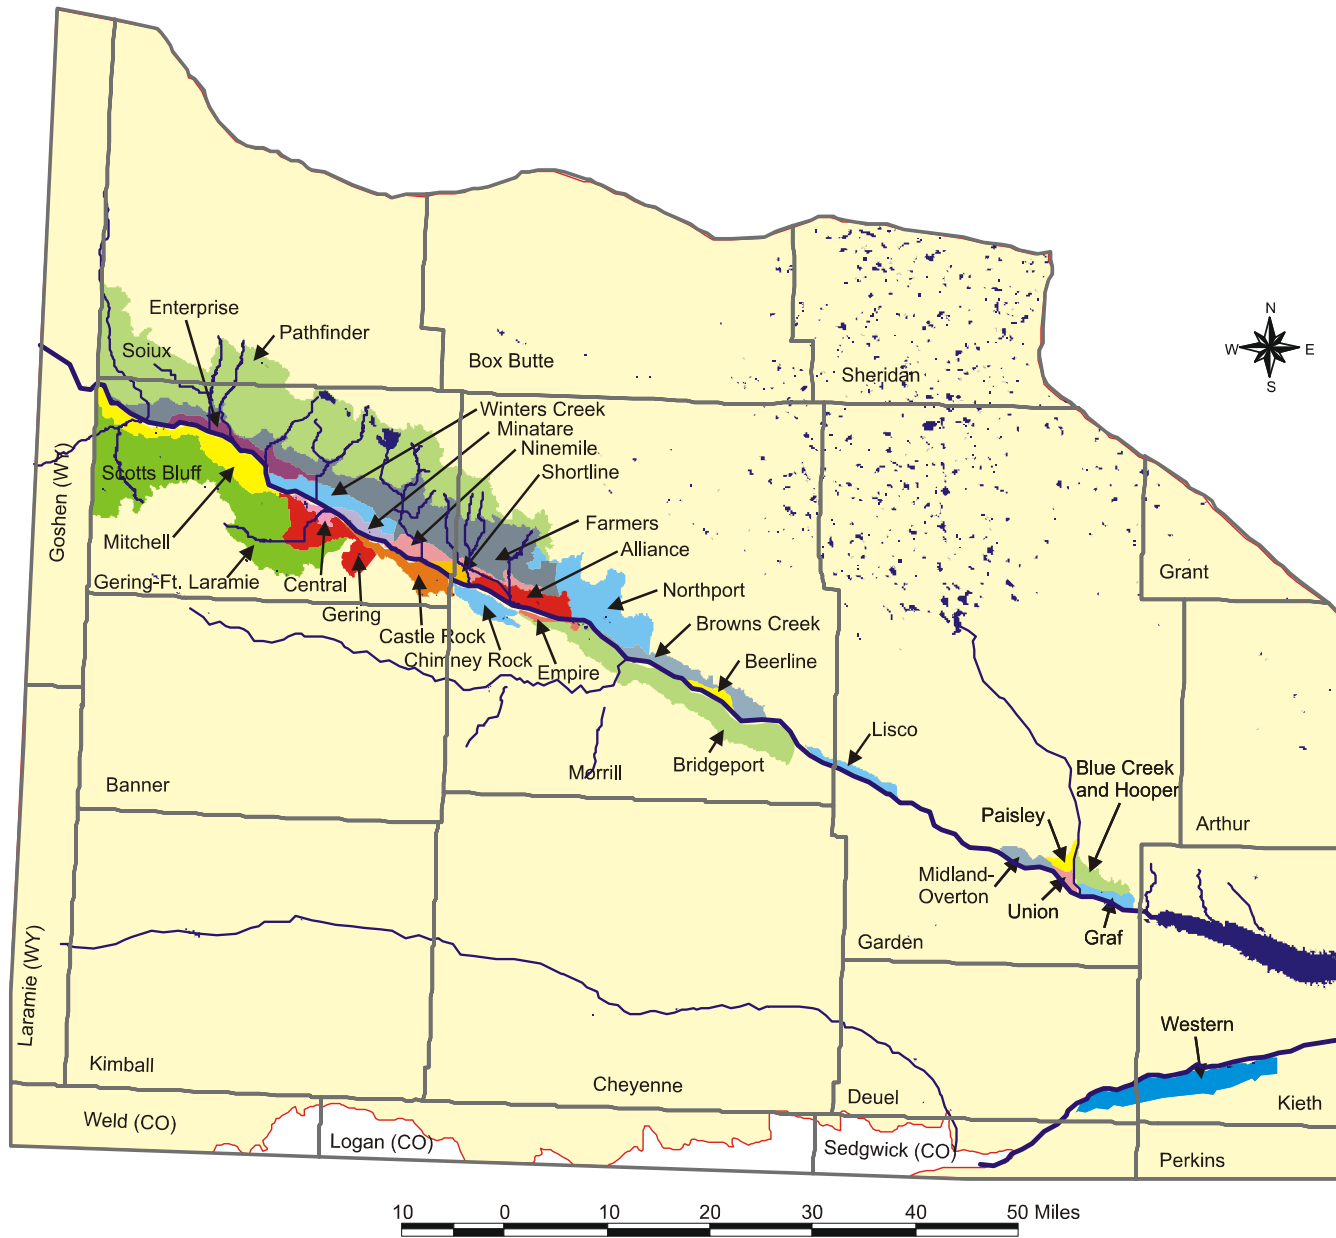 Enterprise
Pathfinder
Soiux
Box Butte
Sheridan
N
W
E
S
Winters Creek
Minatare
Ninemile
Shortline
Goshen (WY)
Scotts Bluff
Farmers
Mitchell
Alliance
Gering-Ft. Laramie
Central
Grant
Northport
Gering
Castle Rock
Browns Creek
Chimney Rock
Empire
Beerline
Lisco
Bridgeport
Morrill
Banner
Blue Creek
and Hooper
Paisley
Arthur
Midland-
Overton
Union
Graf
Garden
Laramie (WY)
Western
Kimball
Cheyenne
Deuel
Kieth
Weld (CO)
Logan (CO)
Sedgwick (CO)
Perkins
10 0 10 20 30 40 50 Miles